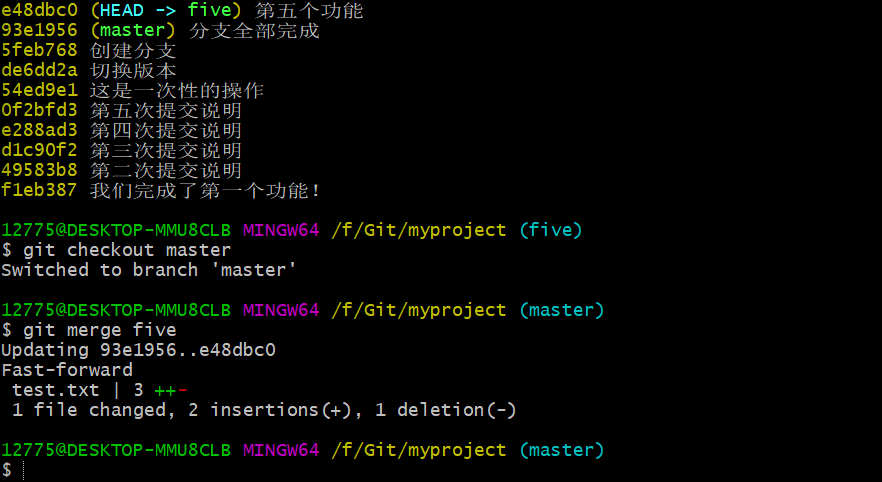 e48dbc0 (HEAD -> five) 第五个功能
93e1956 (master) 分支全部完成
5feb768 创建分支
de6dd2a 切换版本
54ed9e1 这是一次性的操作
0f2bfd3 第五次提交说明
e288ad3 第四次提交说明
d1c90f2 第三次提交说明
49583b8 第二次提交说明
f1eb387 我们完成了第一个功能！
12775@DESKTOP-MMU8CLB MINGW64 /f/Git/myproject (five)
$ git checkout master
Switched to branch 'master'
12775@DESKTOP-MMU8CLB MINGW64 /f/Git/myproject (master)
$ git merge five
Updating 93e1956..e48dbc0
Fast-forward
 test.txt | 3 ++-
 1 file changed, 2 insertions(+), 1 deletion(-)
12775@DESKTOP-MMU8CLB MINGW64 /f/Git/myproject (master)
$